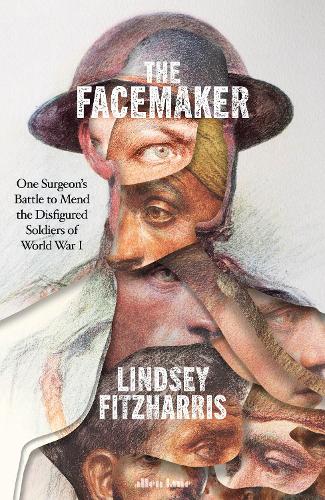 THE
FACEMAKER
One Surgeon's
Battle to Mend
the Disfigured
Soldiers of
World War I
LINDSEY
FITZHARRIS
allen lane